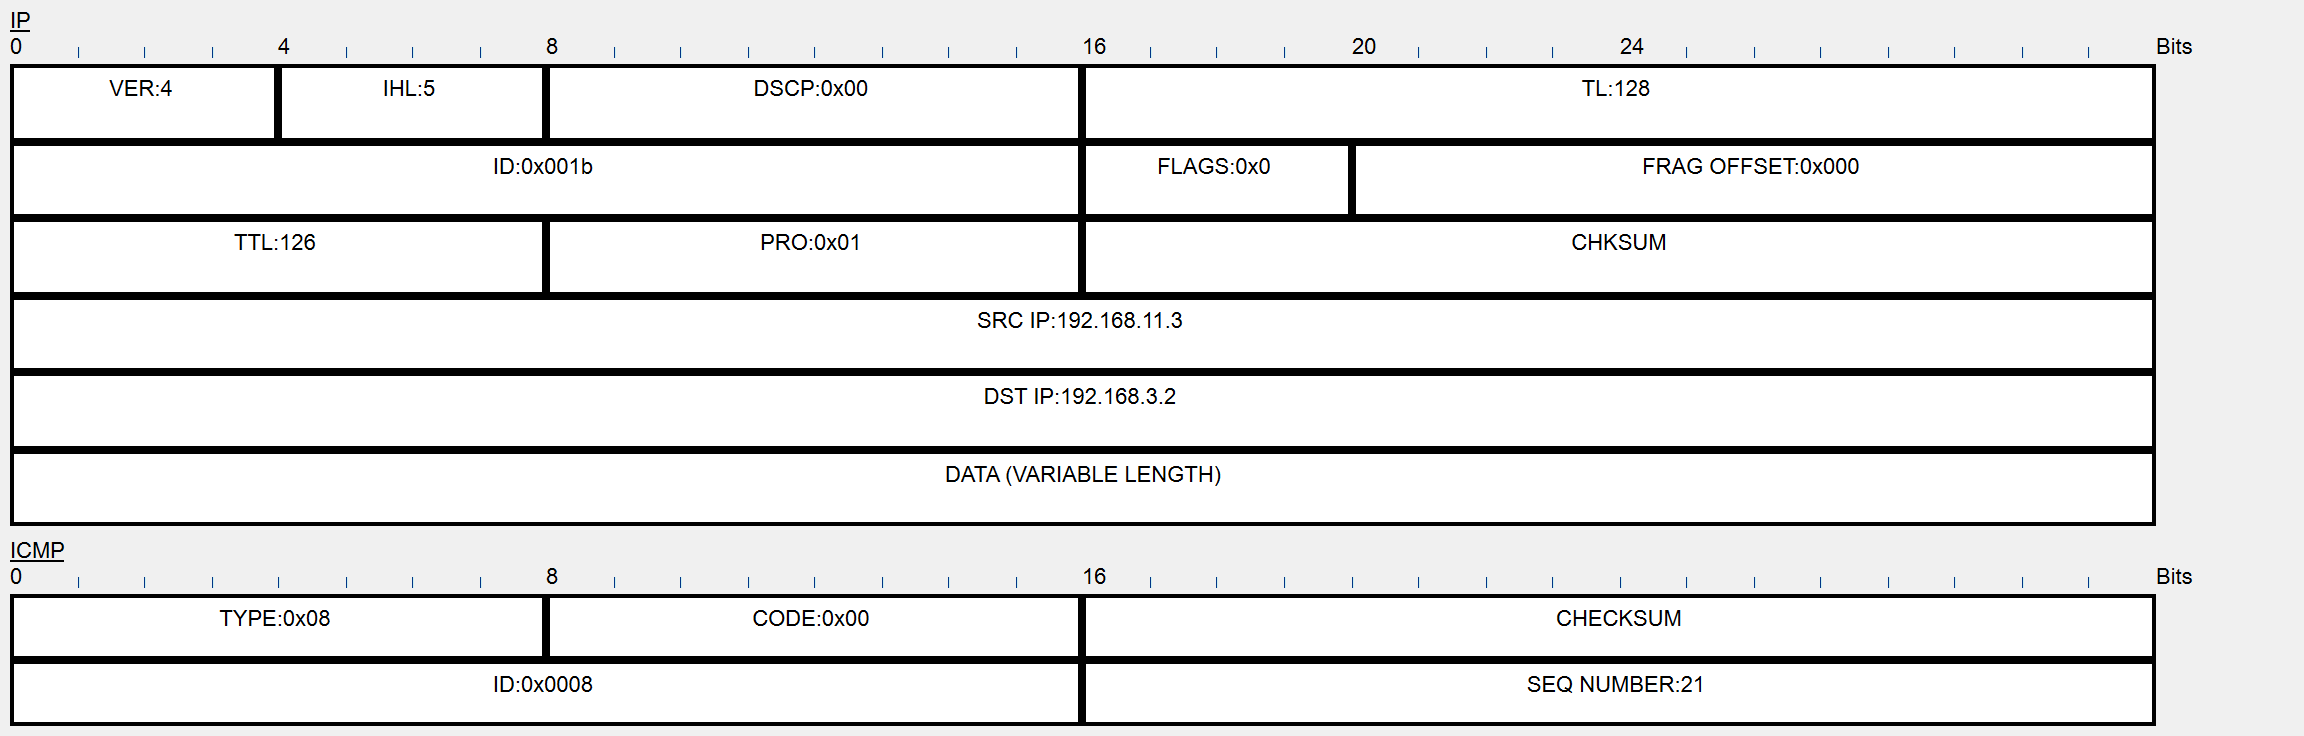 IP
0 4 8 16 20 24 Bits
VER:4 IHL:5 DSCP:0x00 TL:128
ID:0x001b FLAGS:0x0 FRAG OFFSET:0x000
TTL:126 PRO:0x01 CHKSUM
SRC IP:192.168.11.3
DST IP:192.168.3.2
DATA (VARIABLE LENGTH)
ICMP
0 8 16 Bits
TYPE:0x08 CODE:0x00 CHECKSUM
ID:0x0008 SEQ NUMBER:21